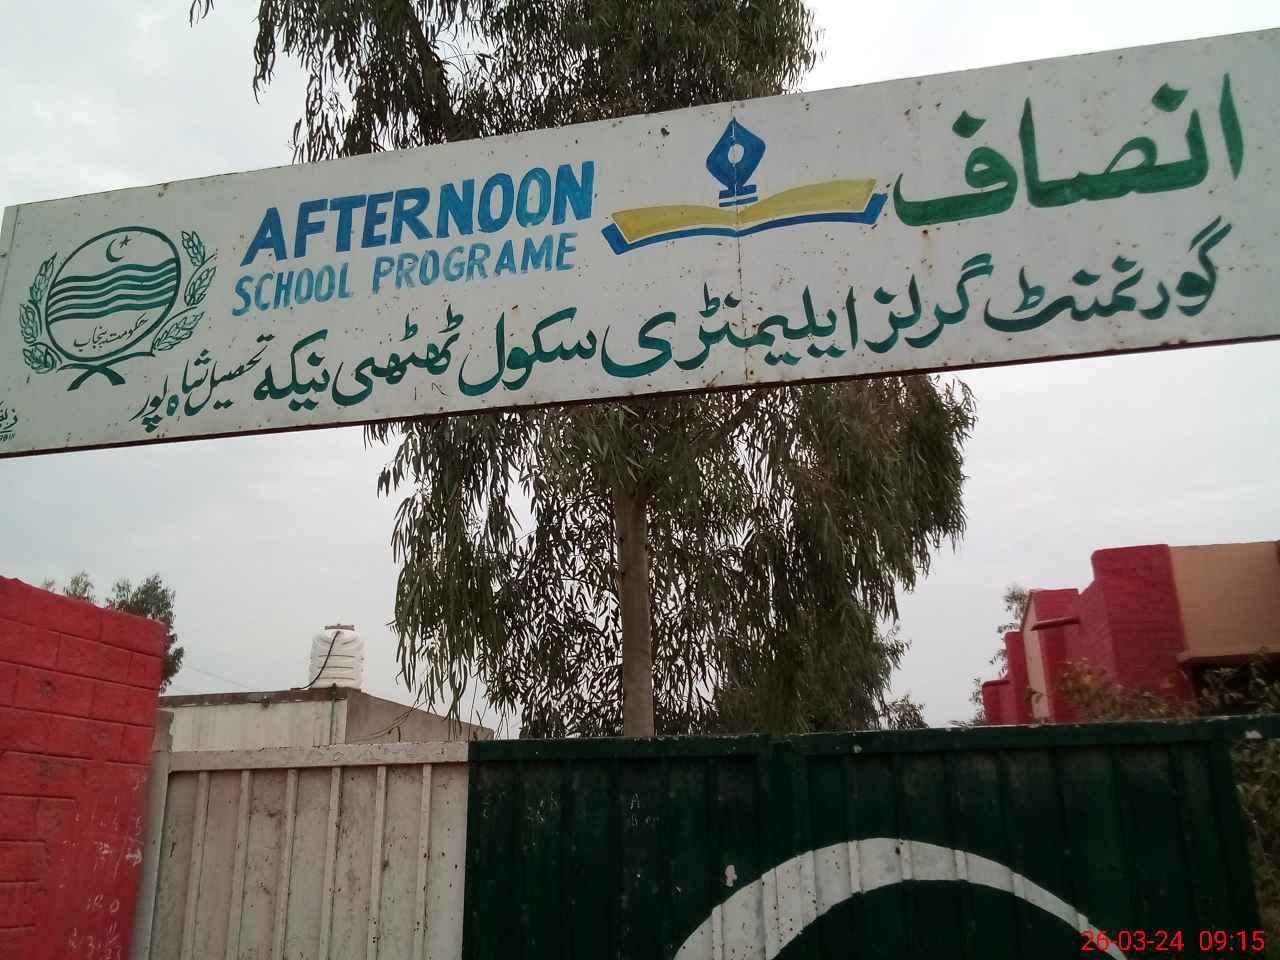 انصاف
AFTERNOON
SCHOOL PROGRAME
گورنمنٹ گرلز ایلیمنٹری سکول ٹھٹھی نیکہ تحصیل شاہ پور
حکومت پنجاب
26-03-24 09:15